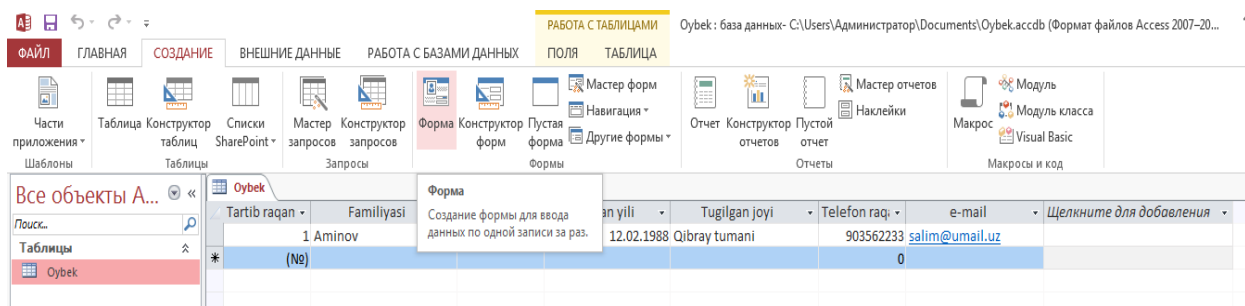 РАБОТА С ТАБЛИЦАМИ
Oybek : база данных- C:\Users\Администратор\Documents\Oybek.accdb (Формат файлов Access 2007–20...
ФАЙЛ ГЛАВНАЯ СОЗДАНИЕ ВНЕШНИЕ ДАННЫЕ РАБОТА С БАЗАМИ ДАННЫХ ПОЛЯ ТАБЛИЦА
Части приложения
Таблица
Конструктор таблиц
Списки SharePoint
Мастер запросов
Конструктор запросов
Форма
Конструктор форм
Пустая форма
Мастер форм
Навигация
Другие формы
Отчет
Конструктор отчетов
Пустой отчет
Мастер отчетов
Наклейки
Макрос
Модуль
Модуль класса
Visual Basic
Шаблоны Таблицы Запросы Формы Отчеты Макросы и код
Все объекты A...
Поиск...
Таблицы
Oybek
Oybek
Форма
Создание формы для ввода
данных по одной записи за раз.
Tartib raqan Familiyasi an yili Tugilgan joyi Telefon raqa e-mail Щелкните для добавления
1 Aminov 12.02.1988 Qibray tumani 903562233 salim@umail.uz
* (№) 0